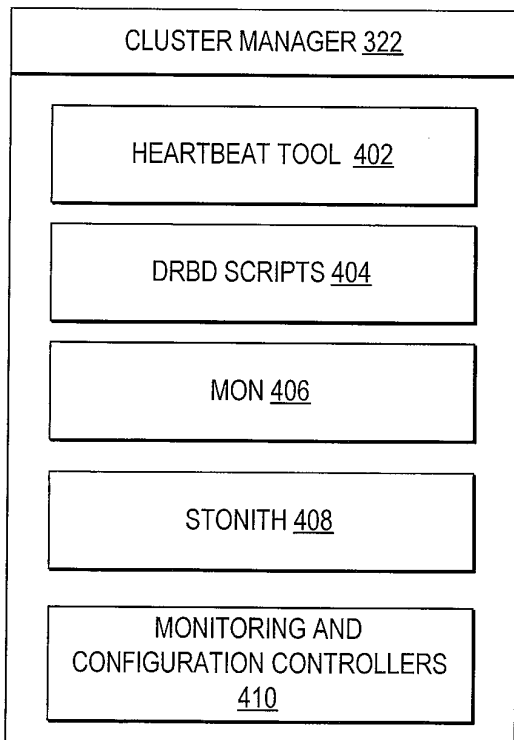 CLUSTER MANAGER 322
HEARTBEAT TOOL 402
DRBD SCRIPTS 404
MON 406
STONITH 408
MONITORING AND
CONFIGURATION CONTROLLERS
410